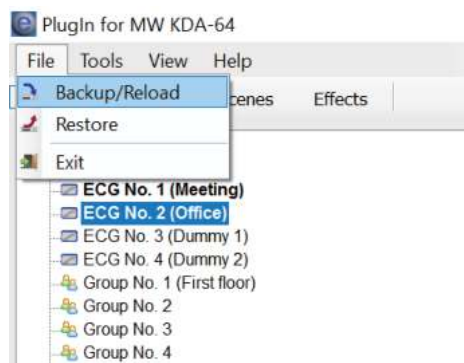 PlugIn for MW KDA-64
File Tools View Help
Backup/Reload
cenes Effects
Restore
Exit
ECG No. 1 (Meeting)
ECG No. 2 (Office)
ECG No. 3 (Dummy 1)
ECG No. 4 (Dummy 2)
Group No. 1 (First floor)
Group No. 2
Group No. 3
Group No. 4